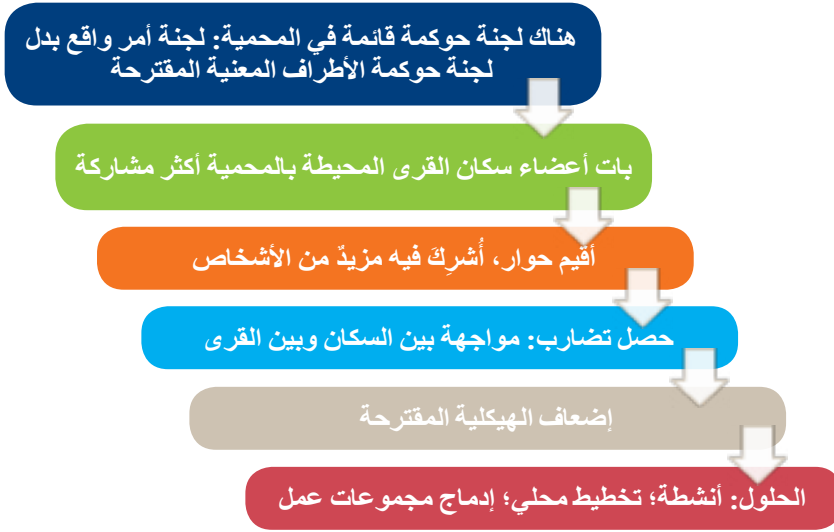 هناك لجنة حوكمة قائمة في المحمية: لجنة أمر واقع بدل
لجنة حوكمة الأطراف المعنية المقترحة
بات أعضاء سكان القرى المحيطة بالمحمية أكثر مشاركة
أقيم حوار، أُشرِكَ فيه مزيدٌ من الأشخاص
حصل تضارب: مواجهة بين السكان وبين القرى
إضعاف الهيكلية المقترحة
الحلول: أنشطة؛ تخطيط محلي؛ إدماج مجموعات عمل